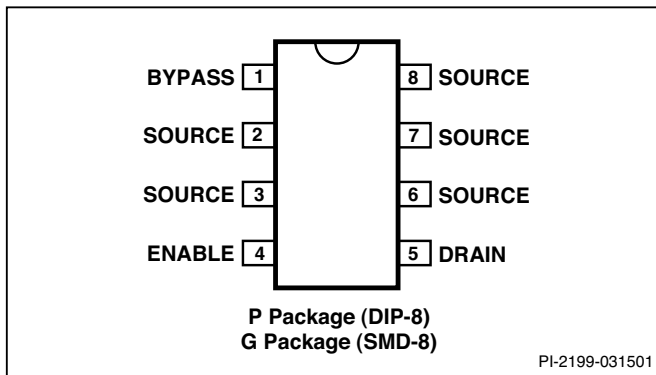 BYPASS 1 8 SOURCE
SOURCE 2 7 SOURCE
SOURCE 3 6 SOURCE
ENABLE 4 5 DRAIN
P Package (DIP-8)
G Package (SMD-8)
PI-2199-031501